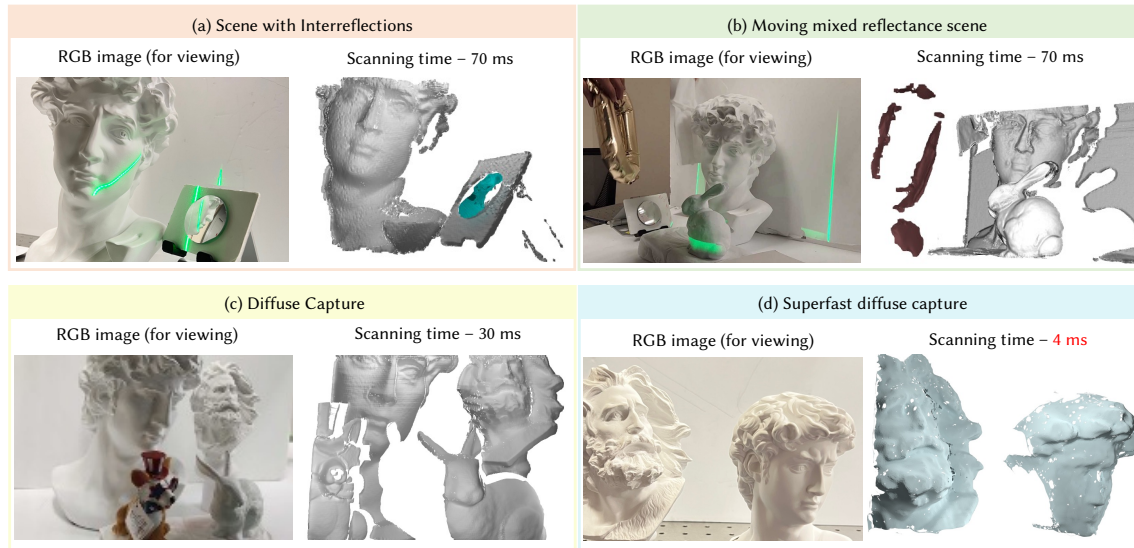 (a) Scene with Interreflections
RGB image (for viewing)
Scanning time – 70 ms
(b) Moving mixed reflectance scene
RGB image (for viewing)
Scanning time – 70 ms
(c) Diffuse Capture
RGB image (for viewing)
Scanning time – 30 ms
(d) Superfast diffuse capture
RGB image (for viewing)
Scanning time – 4 ms